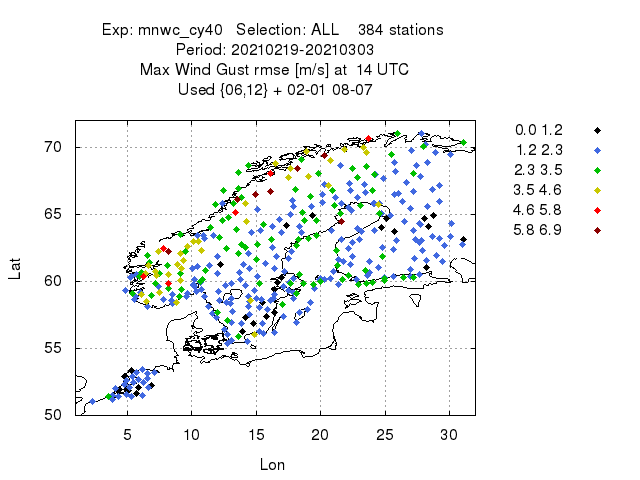 Exp: mnwc_cy40 Selection: ALL 384 stations
Period: 20210219-20210303
Max Wind Gust rmse [m/s] at 14 UTC
Used {06,12} + 02-01 08-07
0.0 1.2
1.2 2.3
2.3 3.5
3.5 4.6
4.6 5.8
5.8 6.9
70
65
60
55
50
Lat
5 10 15 20 25 30
Lon